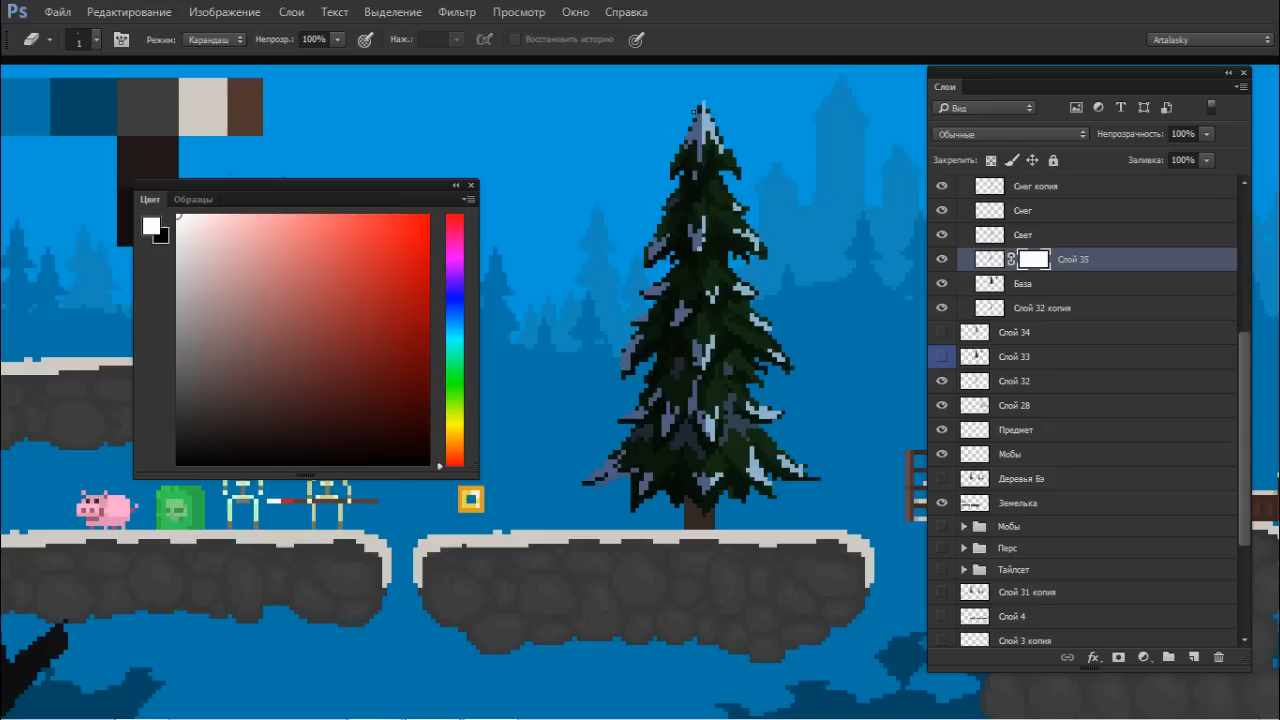 Ps Файл Редактирование Изображение Слои Текст Выделение Фильтр Просмотр Окно Справка
1 Режим: Карандаш Непрозр.: 100% Наж.: Восстановить историю Artalasky
Слои
Вид
Обычные Непрозрачность: 100%
Закрепить: Заливка: 100%
Цвет Образцы
Снег копия
Снег
Свет
Слой 35
База
Слой 32 копия
Слой 34
Слой 33
Слой 32
Слой 28
Предмет
Мобы
Деревья Бэ
Земелька
Мобы
Перс
Тайлсет
Слой 31 копия
Слой 4
Слой 3 копия
fx